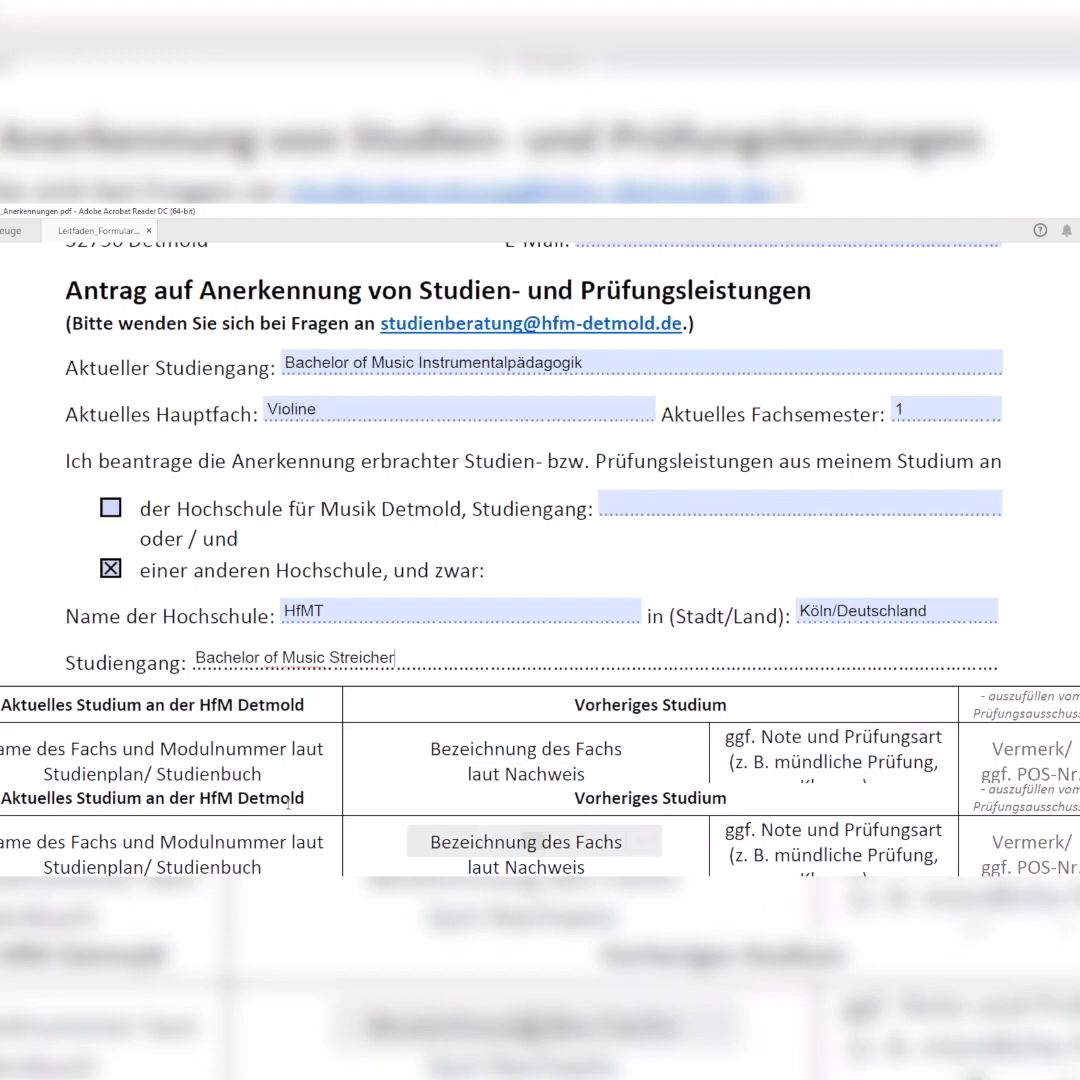 _Anerkennungen.pdf - Adobe Acrobat Reader DC (64-bit)
Leitfaden_Formular... ×
Antrag auf Anerkennung von Studien- und Prüfungsleistungen
(Bitte wenden Sie sich bei Fragen an studienberatung@hfm-detmold.de.)
Aktueller Studiengang: Bachelor of Music Instrumentalpädagogik
Aktuelles Hauptfach: Violine Aktuelles Fachsemester: 1
Ich beantrage die Anerkennung erbrachter Studien- bzw. Prüfungsleistungen aus meinem Studium an
der Hochschule für Musik Detmold, Studiengang:
oder / und
einer anderen Hochschule, und zwar:
Name der Hochschule: HfMT in (Stadt/Land): Köln/Deutschland
Studiengang: Bachelor of Music Streicher
Aktuelles Studium an der HfM Detmold Vorheriges Studium - auszufüllen vom
Prüfungsausschuss
ame des Fachs und Modulnummer laut
Studienplan/ Studienbuch
Bezeichnung des Fachs
laut Nachweis
ggf. Note und Prüfungsart
(z. B. mündliche Prüfung,
Vermerk/
ggf. POS-Nr.
Aktuelles Studium an der HfM Detmold Vorheriges Studium - auszufüllen vom
Prüfungsausschuss
ame des Fachs und Modulnummer laut
Studienplan/ Studienbuch
Bezeichnung des Fachs
laut Nachweis
ggf. Note und Prüfungsart
(z. B. mündliche Prüfung,
Vermerk/
ggf. POS-Nr.